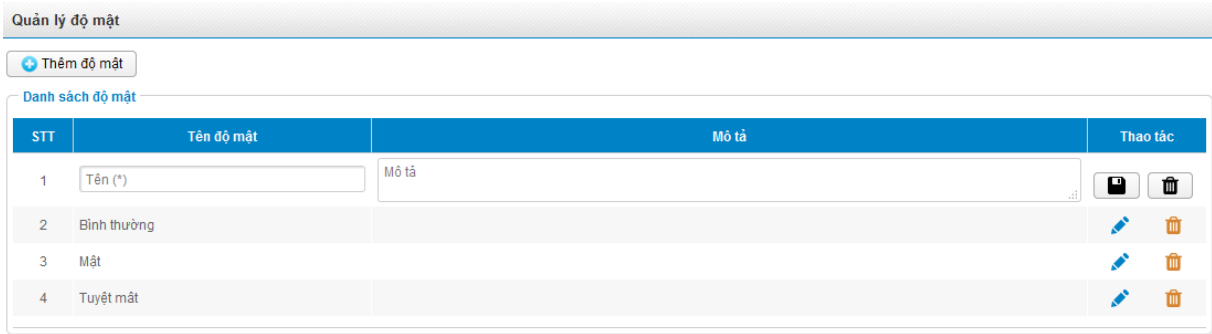 Quản lý độ mật
Thêm độ mật
Danh sách độ mật
STT Tên độ mật Mô tả Thao tác
1 Tên (*) Mô tả
2 Bình thường
3 Mật
4 Tuyệt mât